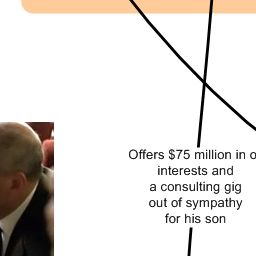 Offers $75 million in o
interests and
a consulting gig
out of sympathy
for his son